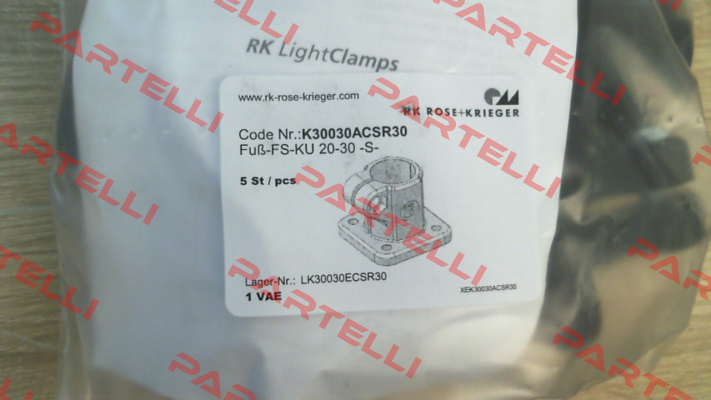 RK LightClamps
www.rk-rose-krieger.com
RK ROSE+KRIEGER
Code Nr.:K30030ACSR30
Fuß-FS-KU 20-30 -S-
5 St / pcs
Lager-Nr.: LK30030ECSR30
1 VAE
XEK30030ACSR30
PARTELLI
PARTELLI
PARTELLI
PARTELLI
PARTELLI
PARTELLI
PARTELLI
PARTELLI
PARTELLI